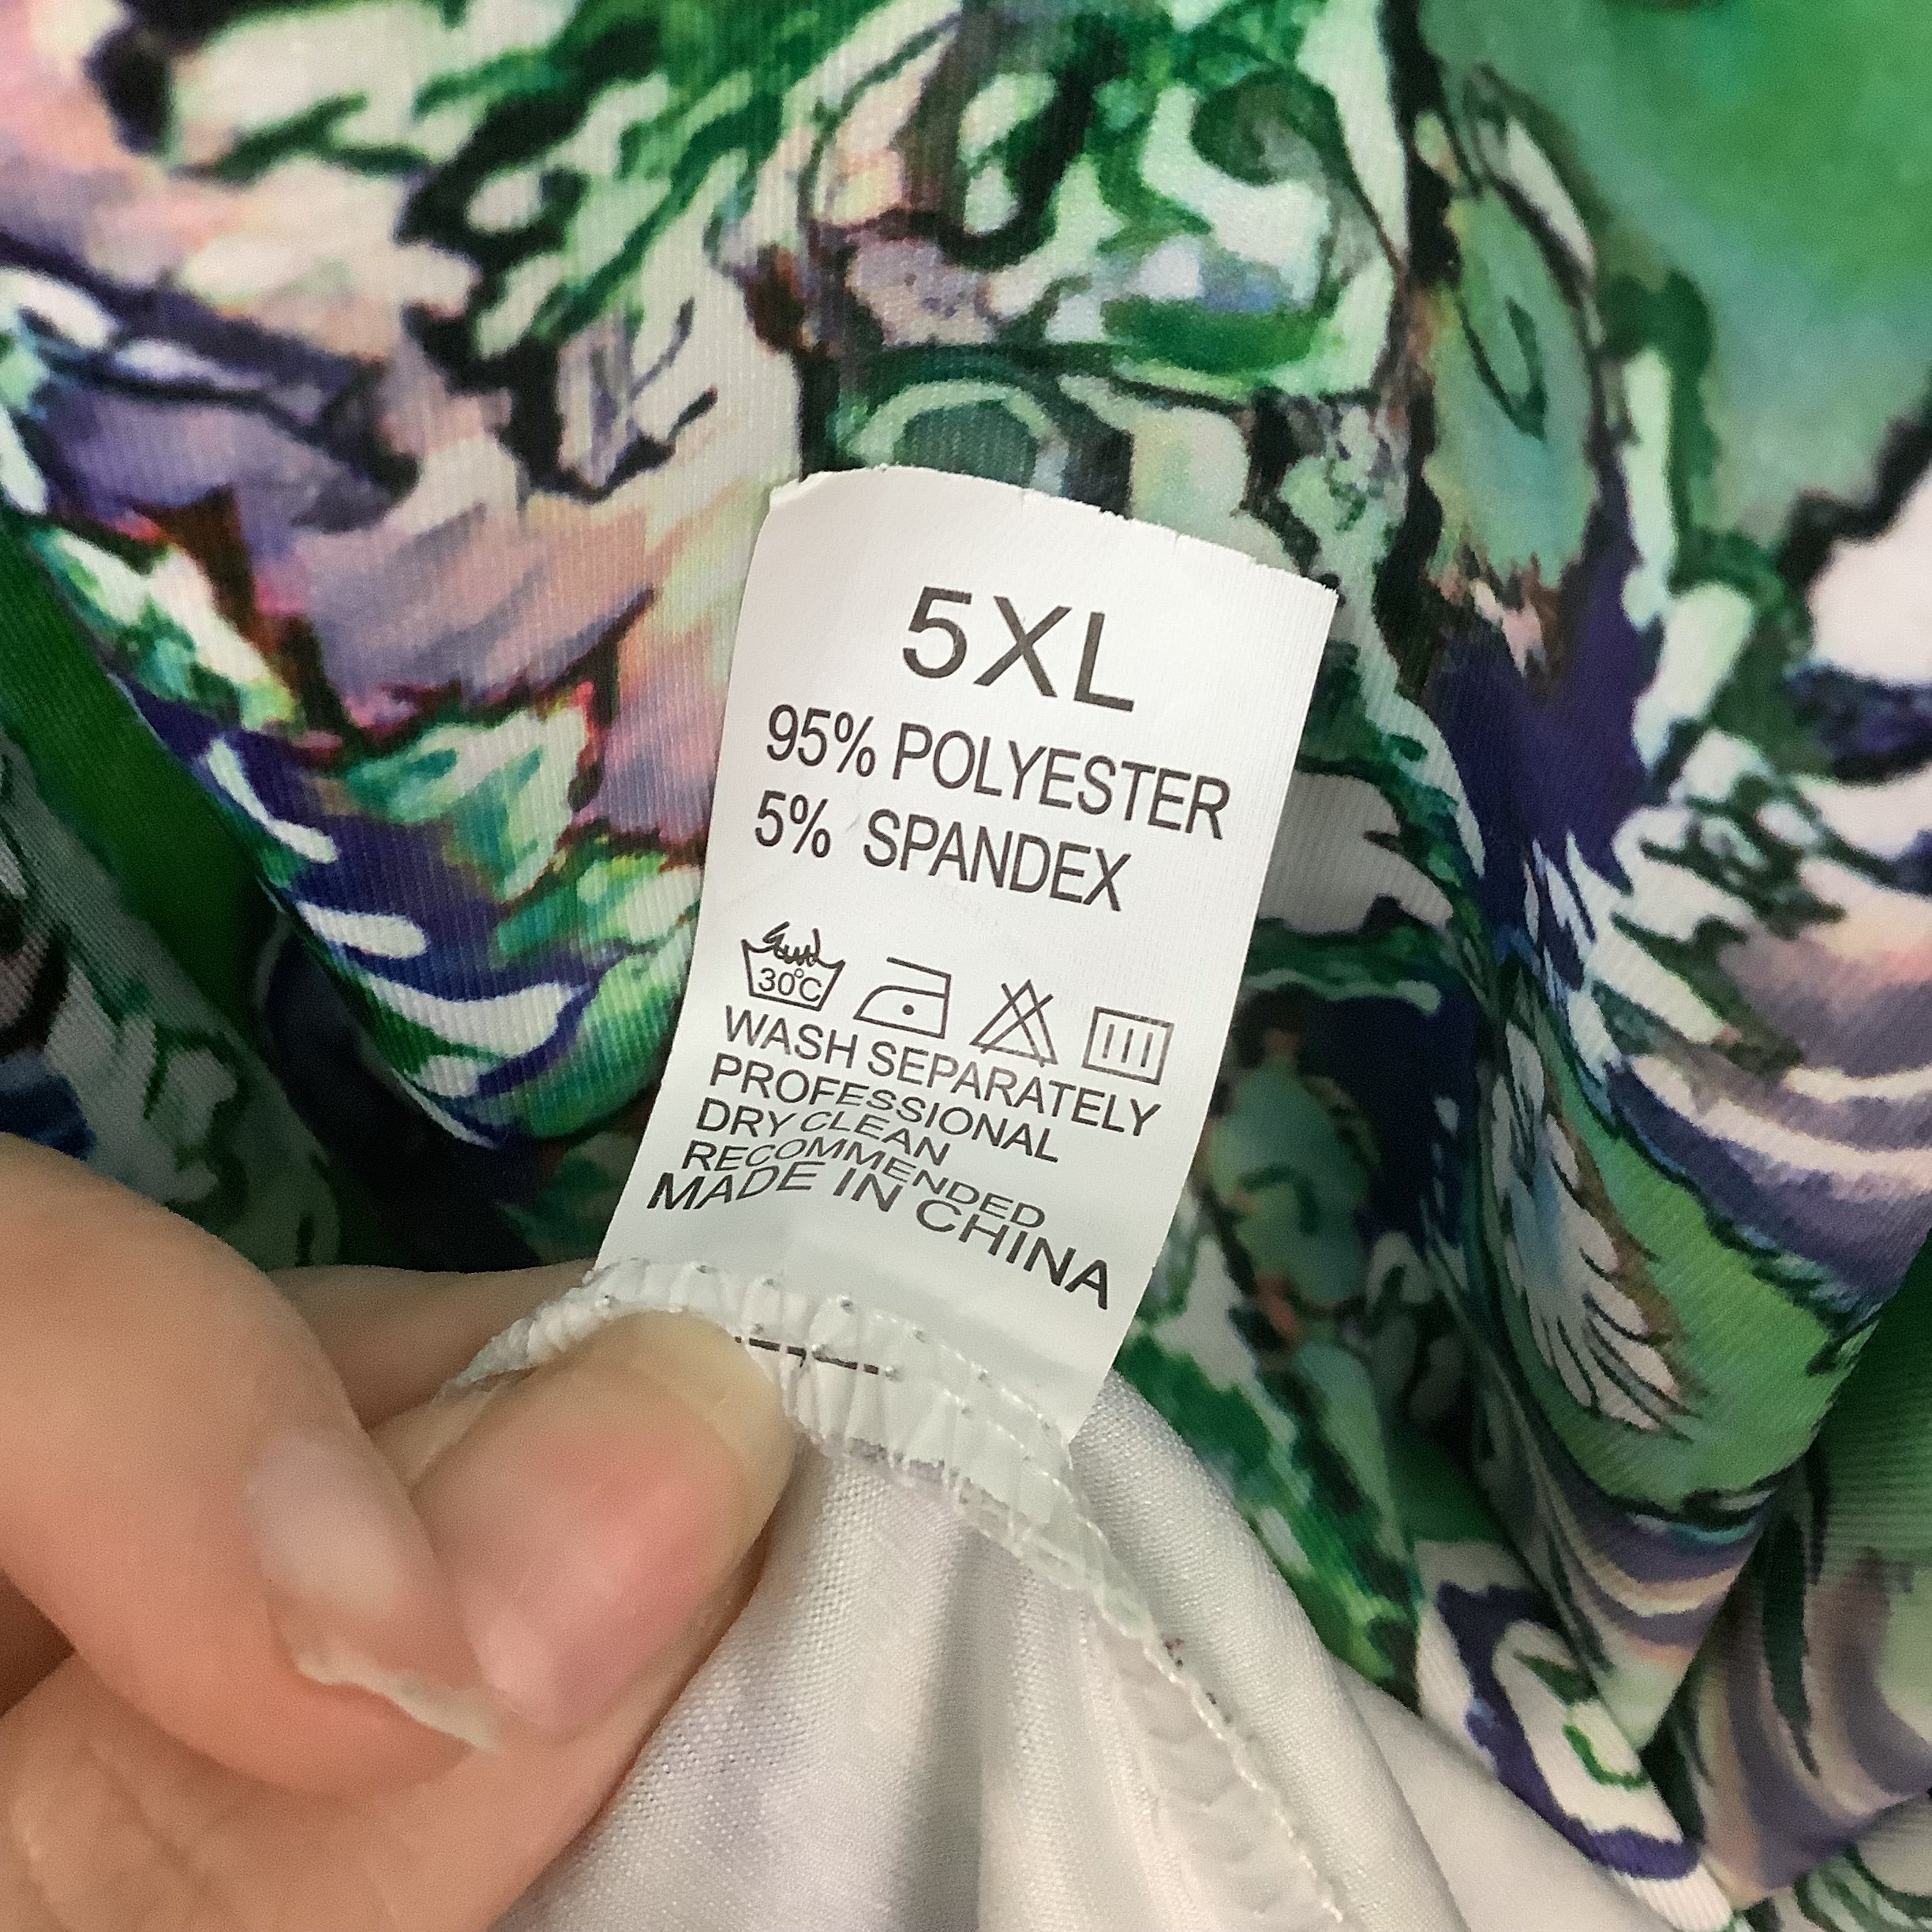 5XL
95% POLYESTER
5% SPANDEX
30°C
WASH SEPARATELY
PROFESSIONAL
DRY CLEAN
RECOMMENDED
MADE IN CHINA